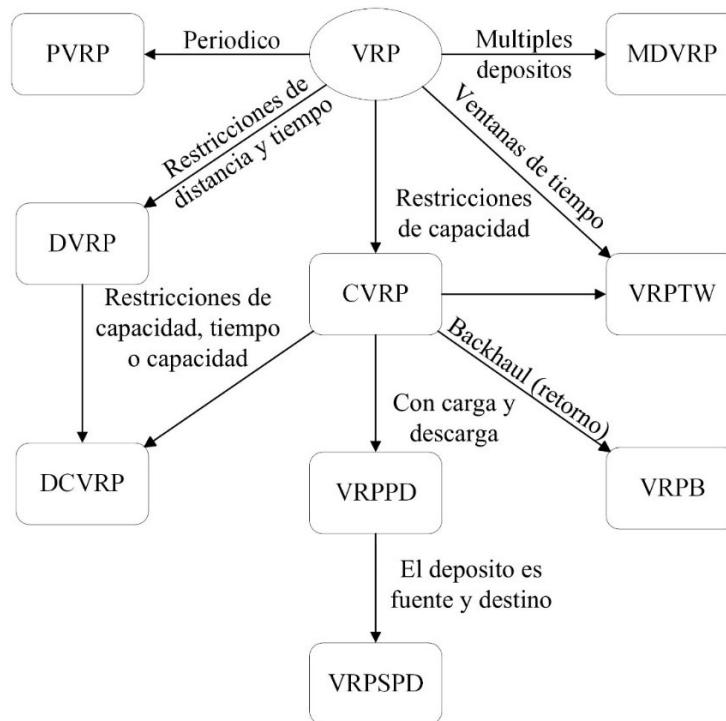 PVRP
Periodico
VRP
Multiples
depositos
MDVRP
Restricciones de
distancia y tiempo
Ventanas de tiempo
Restricciones
de capacidad
DVRP
CVRP
VRPTW
Restricciones de
capacidad, tiempo
o capacidad
Backhaul (retorno)
Con carga y
descarga
DCVRP
VRPPD
VRPB
El deposito es
fuente y destino
VRPSPD